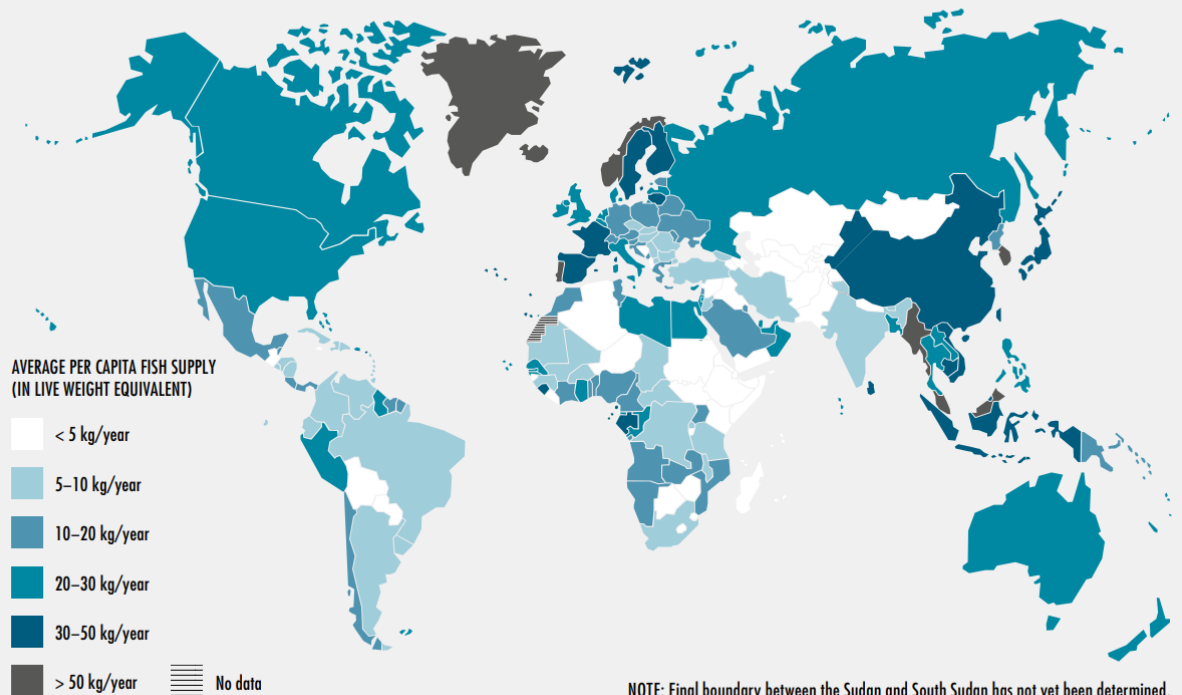 AVERAGE PER CAPITA FISH SUPPLY
(IN LIVE WEIGHT EQUIVALENT)
< 5 kg/year
5–10 kg/year
10–20 kg/year
20–30 kg/year
30–50 kg/year
> 50 kg/year
No data
NOTE: Final boundary between the Sudan and South Sudan has not yet been determined.